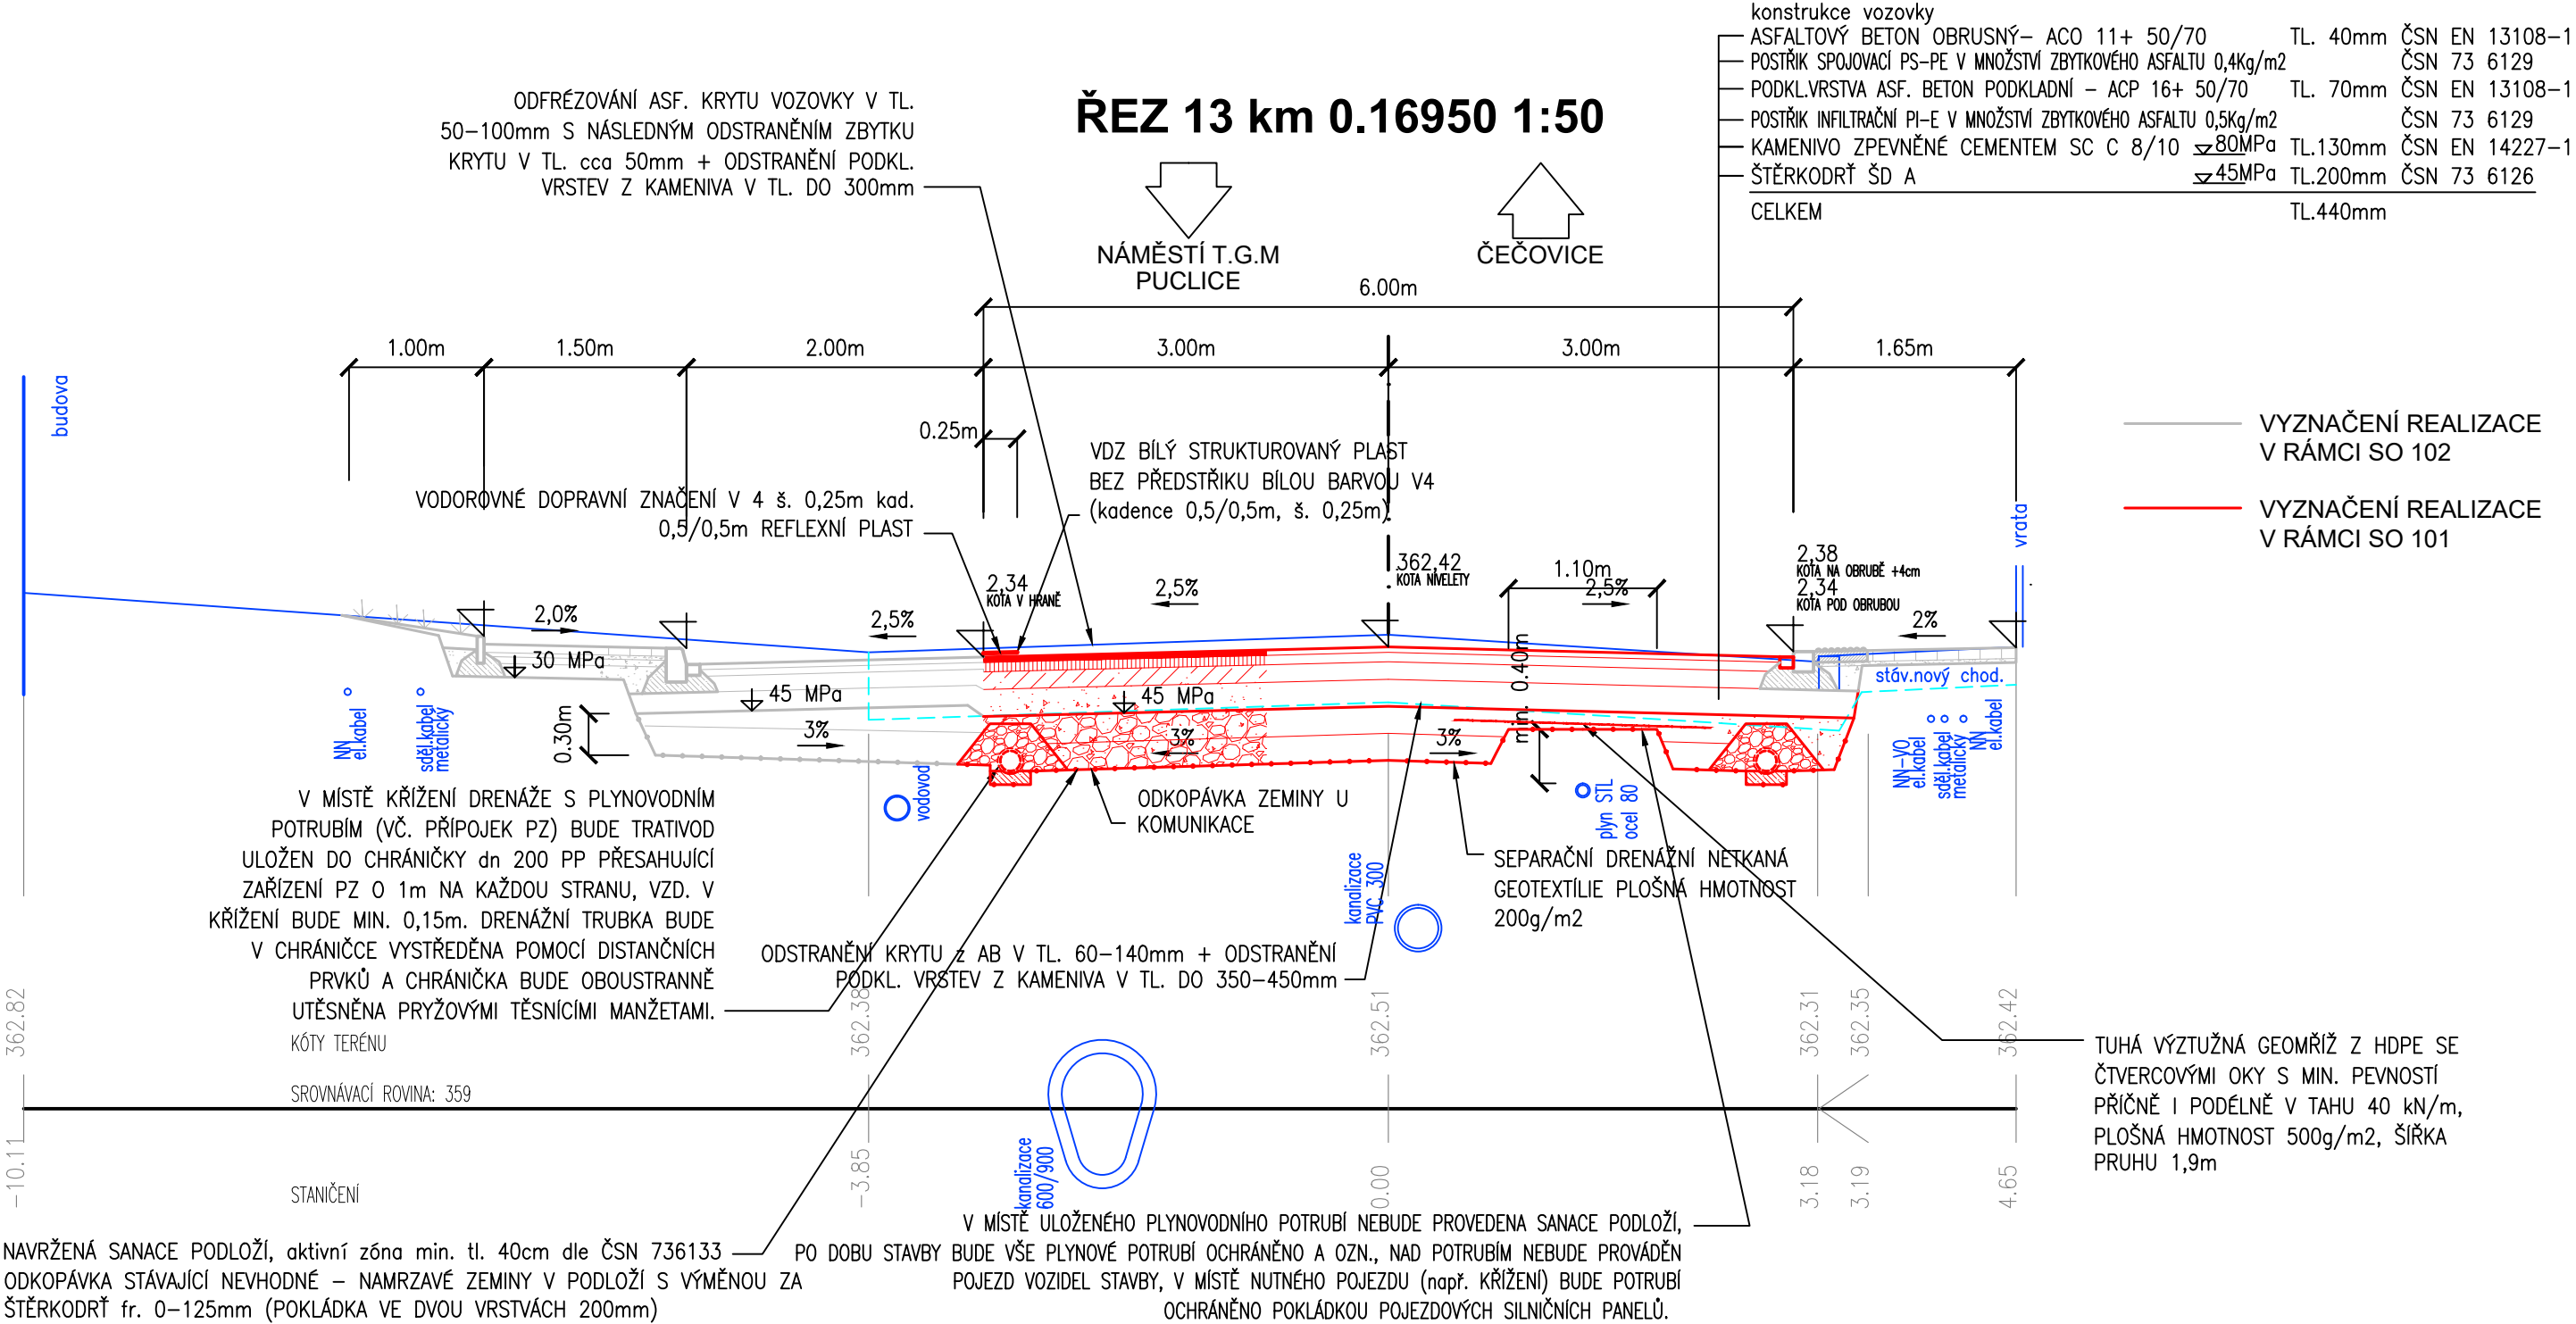 konstrukce vozovky
ASFALTOVÝ BETON OBRUSNÝ– ACO 11+ 50/70 TL. 40mm ČSN EN 13108–1
POSTŘIK SPOJOVACÍ PS–PE V MNOŽSTVÍ ZBYTKOVÉHO ASFALTU 0,4Kg/m2 ČSN 73 6129
PODKL.VRSTVA ASF. BETON PODKLADNÍ – ACP 16+ 50/70 TL. 70mm ČSN EN 13108–1
POSTŘIK INFILTRAČNÍ PI–E V MNOŽSTVÍ ZBYTKOVÉHO ASFALTU 0,5Kg/m2 ČSN 73 6129
KAMENIVO ZPEVNĚNÉ CEMENTEM SC C 8/10 80MPa TL.130mm ČSN EN 14227–1
ŠTĚRKODRŤ ŠD A 45MPa TL.200mm ČSN 73 6126
CELKEM TL.440mm
ODFRÉZOVÁNÍ ASF. KRYTU VOZOVKY V TL.
50–100mm S NÁSLEDNÝM ODSTRANĚNÍM ZBYTKU
KRYTU V TL. cca 50mm + ODSTRANĚNÍ PODKL.
VRSTEV Z KAMENIVA V TL. DO 300mm
ŘEZ 13 km 0.16950 1:50
NÁMĚSTÍ T.G.M
PUCLICE
ČEČOVICE
6.00m
1.00m 1.50m 2.00m 3.00m 3.00m 1.65m
budova
0.25m
VDZ BÍLÝ STRUKTUROVANÝ PLAST
BEZ PŘEDSTŘIKU BÍLOU BARVOU V4
(kadence 0,5/0,5m, š. 0,25m)
VODOROVNÉ DOPRAVNÍ ZNAČENÍ V 4 š. 0,25m kad.
0,5/0,5m REFLEXNÍ PLAST
VYZNAČENÍ REALIZACE
V RÁMCI SO 102
VYZNAČENÍ REALIZACE
V RÁMCI SO 101
vrata
2,34
KÓTA V HRANĚ
2,5%
362,42
KÓTA NIVELETY
1.10m
2,5%
2,38
KÓTA NA OBRUBĚ +4cm
2,34
KÓTA POD OBRUBOU
2%
2,0%
2,5%
30 MPa
45 MPa
45 MPa
min. 0.40m
stáv.nový chod.
0.30m
3%
3%
3%
NN
el.kabel
sděl.kabel
metalický
vodovod
plyn STL
ocel 80
NN–VO
el.kabel
sděl.kabel
metalický
NN
el.kabel
V MÍSTĚ KŘÍŽENÍ DRENÁŽE S PLYNOVODNÍM
POTRUBÍM (VČ. PŘÍPOJEK PZ) BUDE TRATIVOD
ULOŽEN DO CHRÁNIČKY dn 200 PP PŘESAHUJÍCÍ
ZAŘÍZENÍ PZ O 1m NA KAŽDOU STRANU, VZD. V
KŘÍŽENÍ BUDE MIN. 0,15m. DRENÁŽNÍ TRUBKA BUDE
V CHRÁNIČCE VYSTŘEDĚNA POMOCÍ DISTANČNÍCH
PRVKŮ A CHRÁNIČKA BUDE OBOUSTRANNĚ
UTĚSNĚNA PRYŽOVÝMI TĚSNÍCÍMI MANŽETAMI.
ODKOPÁVKA ZEMINY U
KOMUNIKACE
SEPARAČNÍ DRENÁŽNÍ NETKANÁ
GEOTEXTÍLIE PLOŠNÁ HMOTNOST
200g/m2
kanalizace
PVC 300
ODSTRANĚNÍ KRYTU z AB V TL. 60–140mm + ODSTRANĚNÍ
PODKL. VRSTEV Z KAMENIVA V TL. DO 350–450mm
KÓTY TERÉNU
362.82 362.38 362.51 362.31 362.35 362.42
SROVNÁVACÍ ROVINA: 359
STANIČENÍ
–10.11 –3.85 0.00 3.18 3.19 4.65
kanalizace
600/900
TUHÁ VÝZTUŽNÁ GEOMŘÍŽ Z HDPE SE
ČTVERCOVÝMI OKY S MIN. PEVNOSTÍ
PŘÍČNĚ I PODÉLNĚ V TAHU 40 kN/m,
PLOŠNÁ HMOTNOST 500g/m2, ŠÍŘKA
PRUHU 1,9m
NAVRŽENÁ SANACE PODLOŽÍ, aktivní zóna min. tl. 40cm dle ČSN 736133
ODKOPÁVKA STÁVAJÍCÍ NEVHODNÉ – NAMRZAVÉ ZEMINY V PODLOŽÍ S VÝMĚNOU ZA
ŠTĚRKODRŤ fr. 0–125mm (POKLÁDKA VE DVOU VRSTVÁCH 200mm)
V MÍSTĚ ULOŽENÉHO PLYNOVODNÍHO POTRUBÍ NEBUDE PROVEDENA SANACE PODLOŽÍ,
PO DOBU STAVBY BUDE VŠE PLYNOVÉ POTRUBÍ OCHRÁNĚNO A OZN., NAD POTRUBÍM NEBUDE PROVÁDĚN
POJEZD VOZIDEL STAVBY, V MÍSTĚ NUTNÉHO POJEZDU (např. KŘÍŽENÍ) BUDE POTRUBÍ
OCHRÁNĚNO POKLÁDKOU POJEZDOVÝCH SILNIČNÍCH PANELŮ.